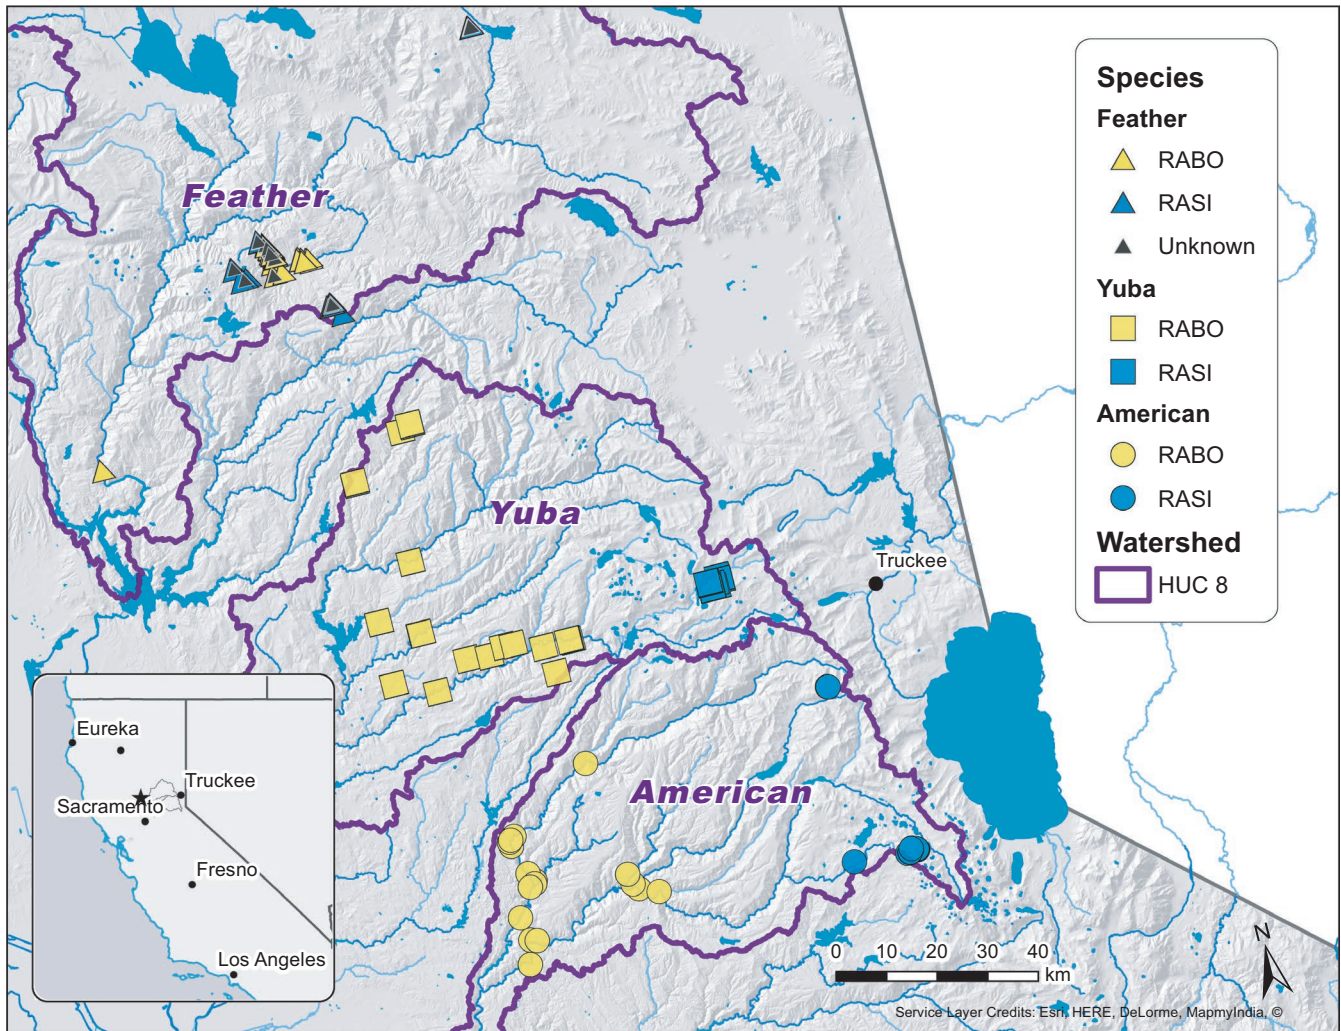 Species
Feather
RABO
RASI
Unknown
Yuba
RABO
RASI
American
RABO
RASI
Watershed
HUC 8
Feather
Yuba
Truckee
American
Eureka
Truckee
Sacramento
Fresno
Los Angeles
0 10 20 30 40
km
N
Service Layer Credits: Esri, HERE, DeLorme, MapmyIndia, ©